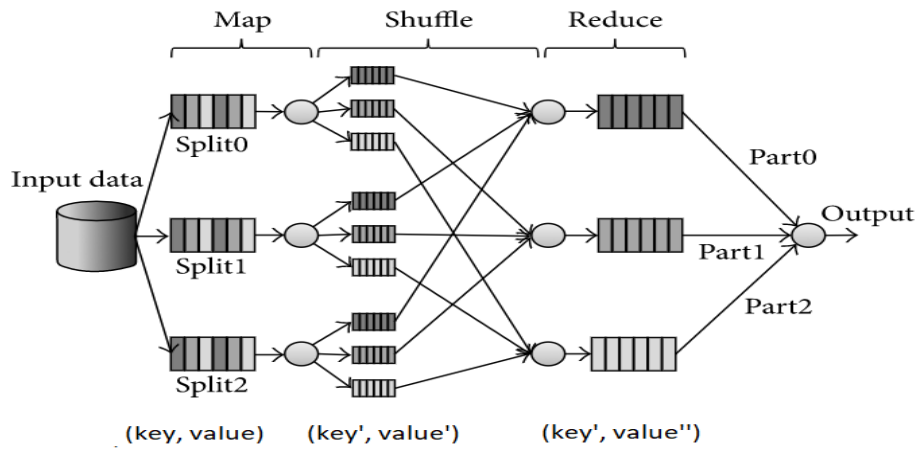 Map
Shuffle
Reduce
Input data
Split0
Split1
Split2
Part0
Part1
Part2
Output
(key, value)
(key', value')
(key', value'')